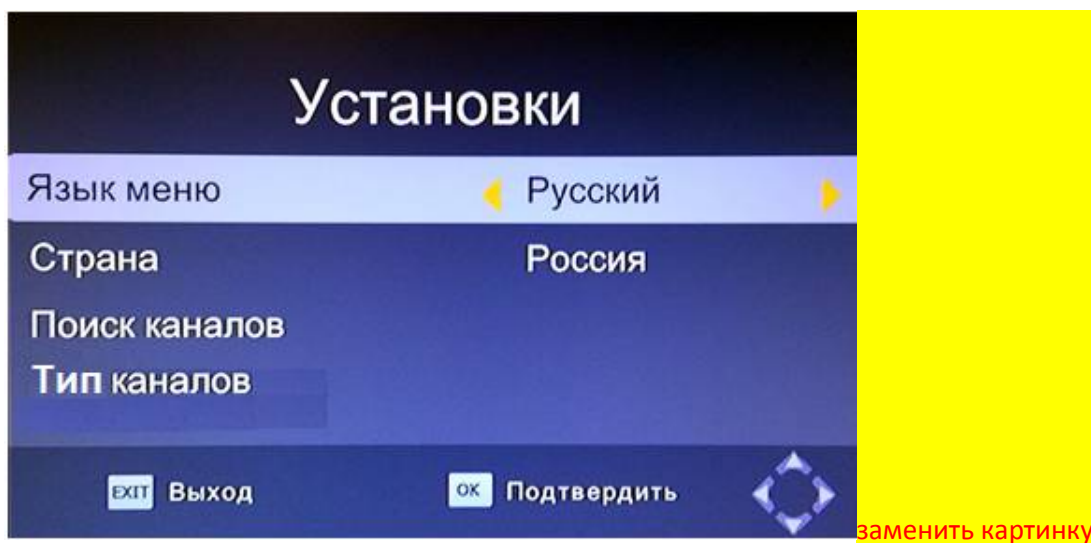 Установки
Язык меню Русский
Страна Россия
Поиск каналов
Тип каналов
EXIT Выход OK Подтвердить
заменить картинку